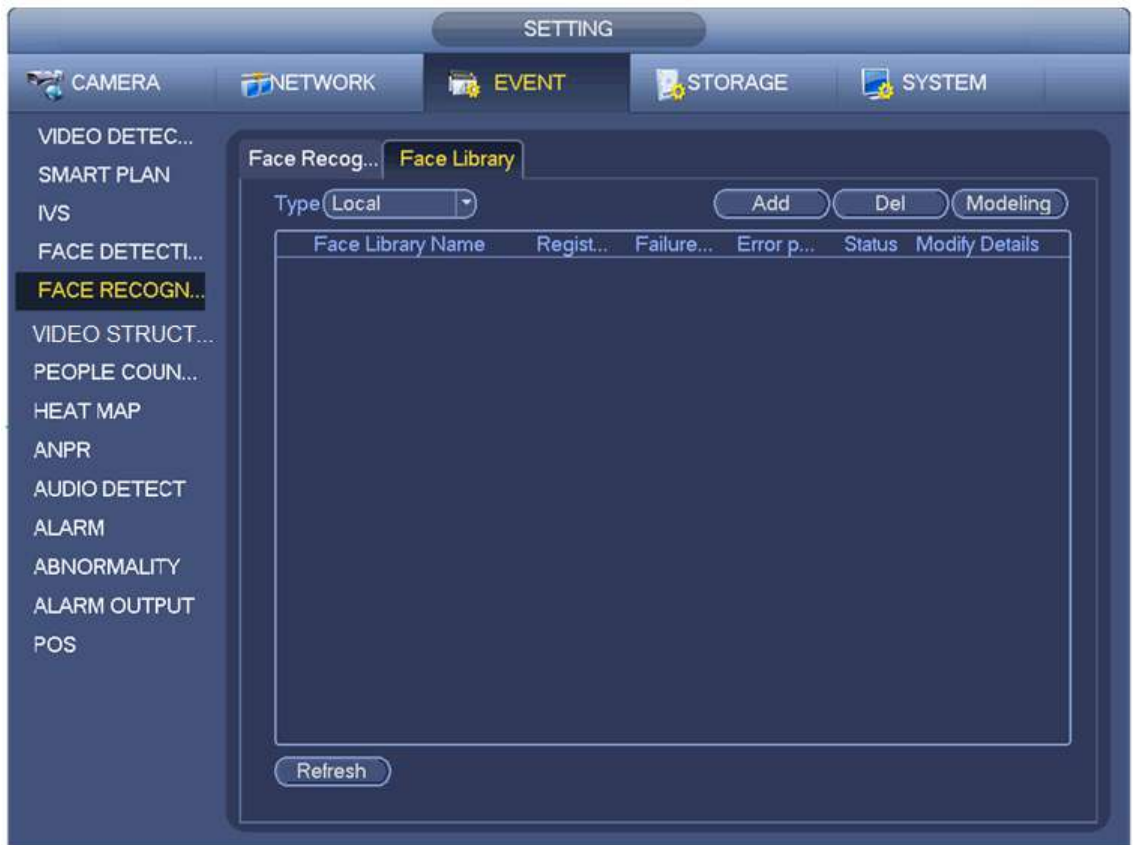 SETTING
CAMERA NETWORK EVENT STORAGE SYSTEM
VIDEO DETEC...
SMART PLAN
IVS
FACE DETECTI...
FACE RECOGN...
VIDEO STRUCT...
PEOPLE COUN...
HEAT MAP
ANPR
AUDIO DETECT
ALARM
ABNORMALITY
ALARM OUTPUT
POS
Face Recog... Face Library
Type Local Add Del Modeling
Face Library Name Regist... Failure... Error p... Status Modify Details
Refresh